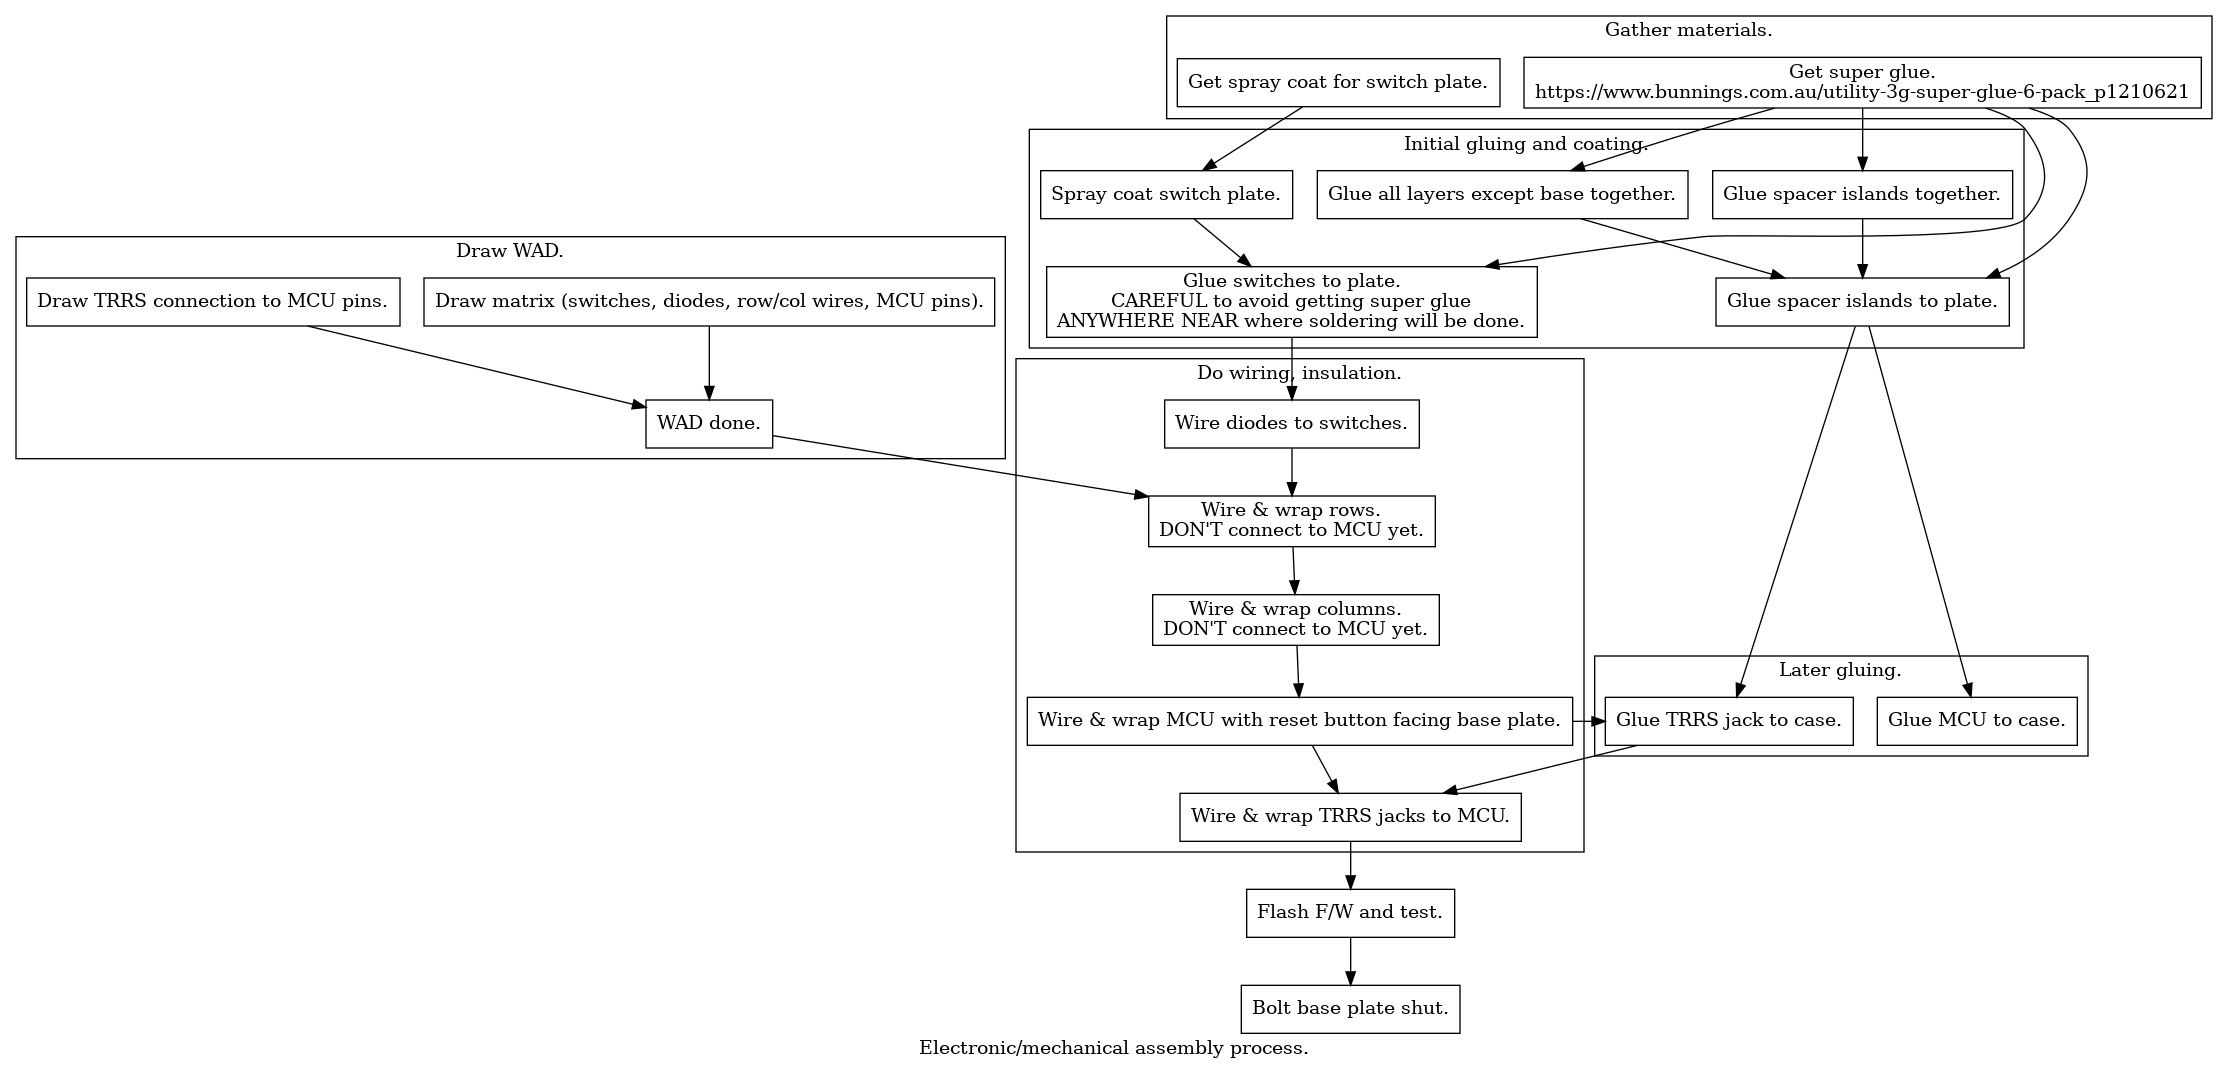 Gather materials.
Get spray coat for switch plate.
Get super glue.
https://www.bunnings.com.au/utility-3g-super-glue-6-pack_p1210621
Initial gluing and coating.
Spray coat switch plate.
Glue all layers except base together.
Glue spacer islands together.
Draw WAD.
Draw TRRS connection to MCU pins.
Draw matrix (switches, diodes, row/col wires, MCU pins).
Glue switches to plate.
CAREFUL to avoid getting super glue
ANYWHERE NEAR where soldering will be done.
Glue spacer islands to plate.
Do wiring, insulation.
WAD done.
Wire diodes to switches.
Wire & wrap rows.
DON'T connect to MCU yet.
Wire & wrap columns.
DON'T connect to MCU yet.
Later gluing.
Wire & wrap MCU with reset button facing base plate.
Glue TRRS jack to case.
Glue MCU to case.
Wire & wrap TRRS jacks to MCU.
Flash F/W and test.
Bolt base plate shut.
Electronic/mechanical assembly process.